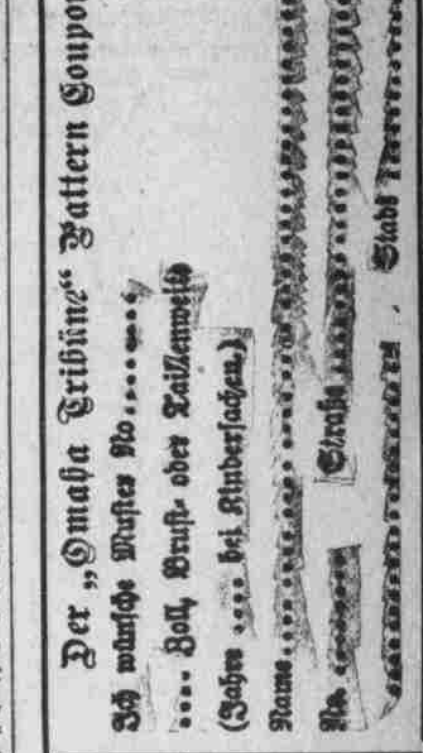 Der „Omaha Tribüne“ Pattern Coupon
Ich wünsche Muster No........
.... Zoll, Brust- oder Taillenweite
(Jahre .... bei Kindersachen.)
Name..............................
No. ........ Straße ..............
.................... Stadt ..........